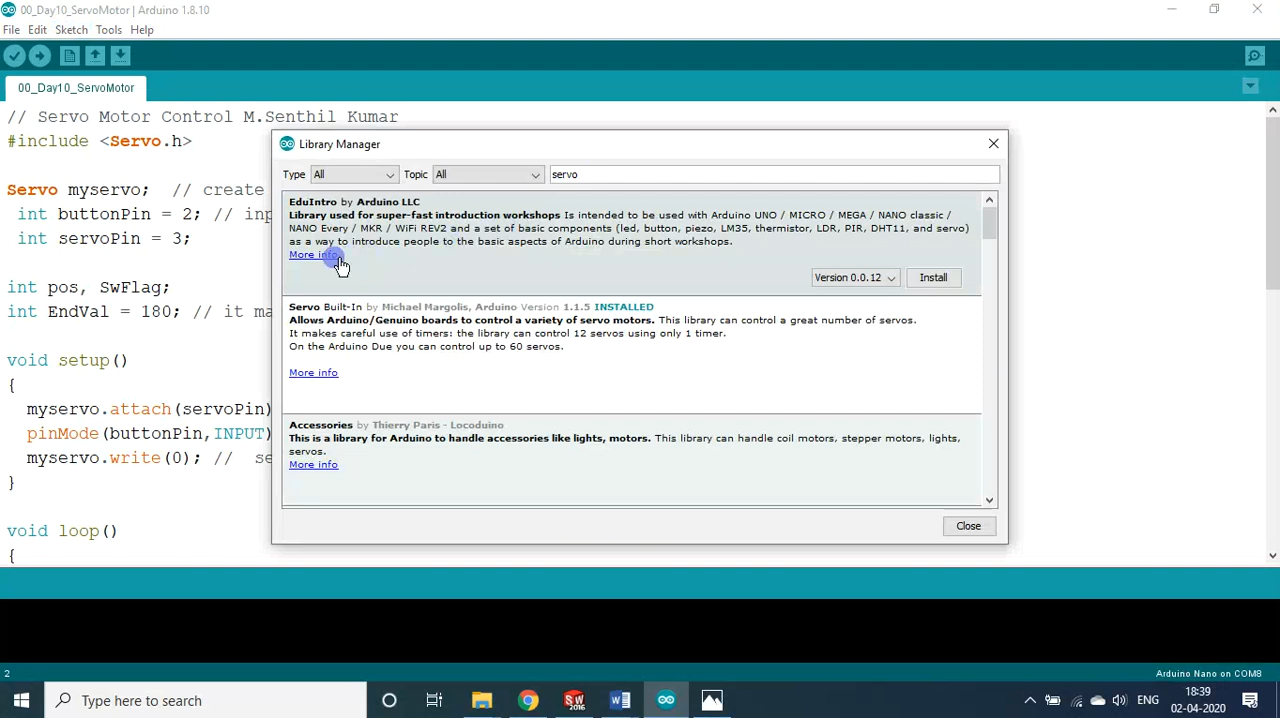 00_Day10_ServoMotor | Arduino 1.8.10
File Edit Sketch Tools Help
00_Day10_ServoMotor
// Servo Motor Control M.Senthil Kumar
#include <Servo.h>
Servo myservo;  // create
int buttonPin = 2; // inp
int servoPin = 3;
int pos, SwFlag;
int EndVal = 180; // it ma
void setup()
{
myservo.attach(servoPin)
pinMode(buttonPin,INPUT)
myservo.write(0); //  se
}
void loop()
{
Library Manager
Type All Topic All servo
EduIntro by Arduino LLC
Library used for super-fast introduction workshops Is intended to be used with Arduino UNO / MICRO / MEGA / NANO classic /
NANO Every / MKR / WiFi REV2 and a set of basic components (led, button, piezo, LM35, thermistor, LDR, PIR, DHT11, and servo)
as a way to introduce people to the basic aspects of Arduino during short workshops.
More info
Version 0.0.12 Install
Servo Built-In by Michael Margolis, Arduino Version 1.1.5 INSTALLED
Allows Arduino/Genuino boards to control a variety of servo motors. This library can control a great number of servos.
It makes careful use of timers: the library can control 12 servos using only 1 timer.
On the Arduino Due you can control up to 60 servos.
More info
Accessories by Thierry Paris - Locoduino
This is a library for Arduino to handle accessories like lights, motors. This library can handle coil motors, stepper motors, lights,
servos.
More info
Close
2 Arduino Nano on COM8
Type here to search
SW
2016
W
ENG
18:39
02-04-2020